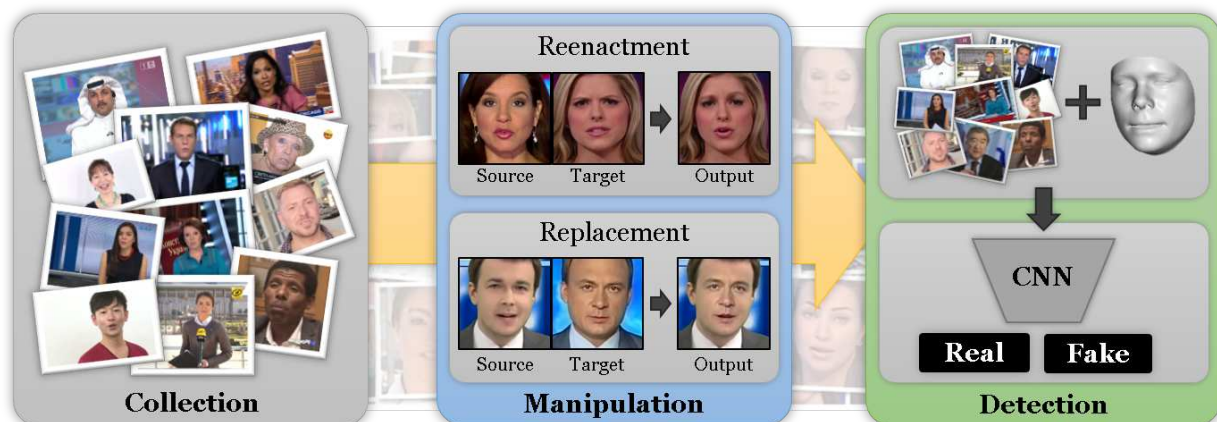 Reenactment
Source Target Output
Replacement
Source Target Output
CNN
Real Fake
Collection
Manipulation
Detection